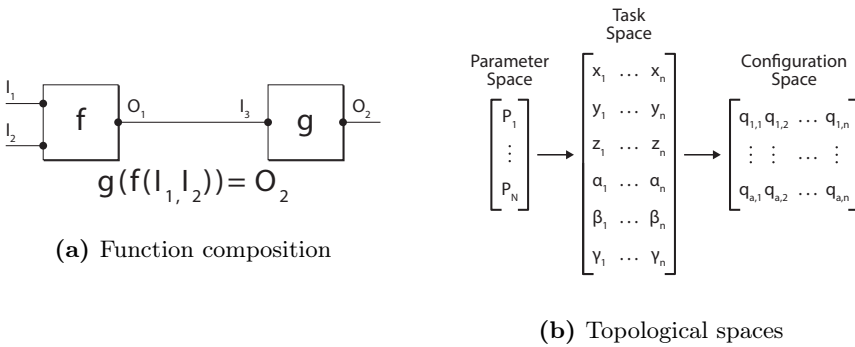 I₁
I₂
f
O₁
I₃
g
O₂
g(f(I₁, I₂)) = O₂
(a) Function composition
Parameter
Space
P₁
⋮
P_N
Task
Space
x₁ … xₙ
y₁ … yₙ
z₁ … zₙ
α₁ … αₙ
β₁ … βₙ
γ₁ … γₙ
Configuration
Space
q₁,₁ q₁,₂ … q₁,ₙ
⋮ ⋮ … ⋮
qₐ,₁ qₐ,₂ … qₐ,ₙ
(b) Topological spaces